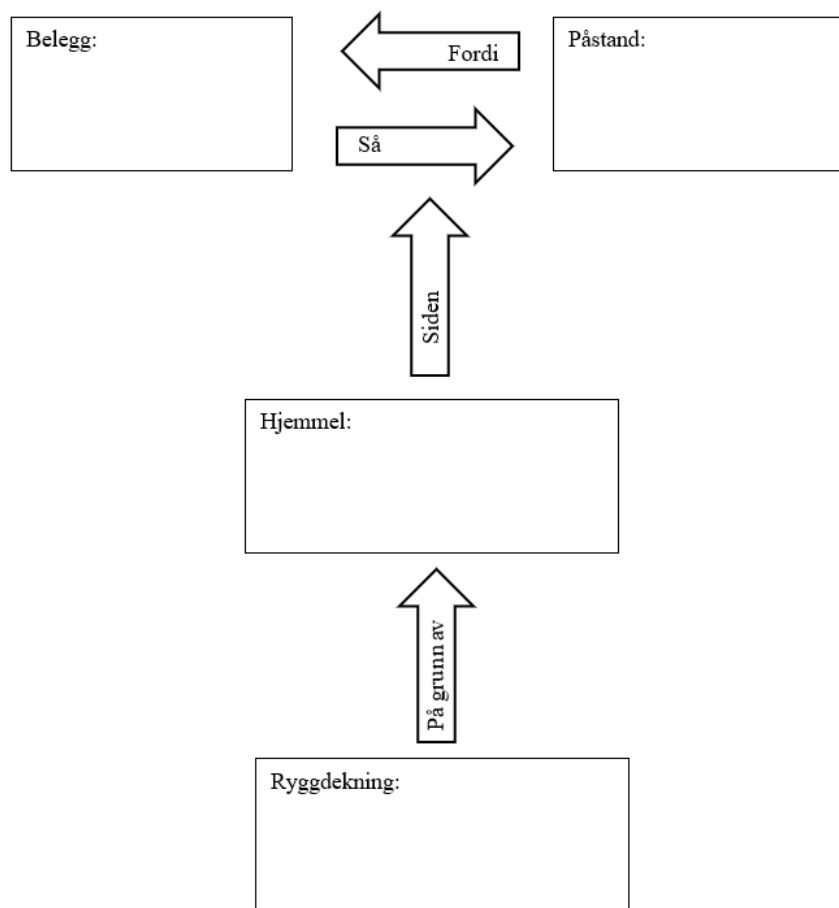 Belegg:
Fordi
Påstand:
Så
Siden
Hjemmel:
På grunn av
Ryggdekning: